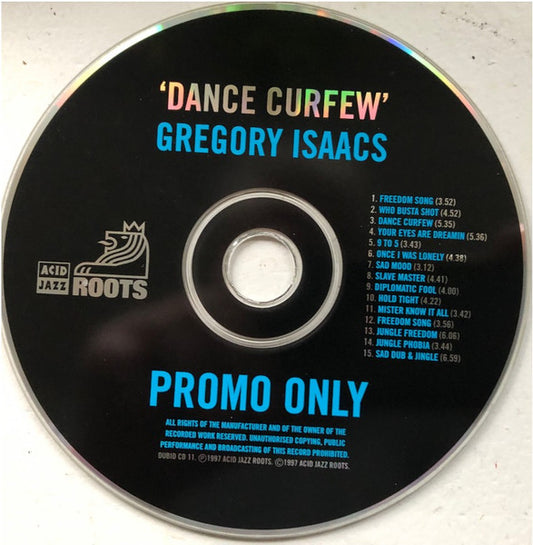 'DANCE CURFEW'
GREGORY ISAACS
1. FREEDOM SONG (3.52)
2. WHO BUSTA SHOT (4.52)
3. DANCE CURFEW (5.35)
4. YOUR EYES ARE DREAMIN (5.36)
5. 9 TO 5 (3.43)
6. ONCE I WAS LONELY (4.38)
7. SAD MOOD (3.12)
8. SLAVE MASTER (4.41)
9. DIPLOMATIC FOOL (4.00)
10. HOLD TIGHT (4.22)
11. MISTER KNOW IT ALL (3.42)
12. FREEDOM SONG (3.56)
13. JUNGLE FREEDOM (6.06)
14. JUNGLE PHOBIA (3.44)
15. SAD DUB & JINGLE (6.59)
ACID
JAZZ ROOTS
PROMO ONLY
ALL RIGHTS OF THE MANUFACTURER AND OF THE OWNER OF THE
RECORDED WORK RESERVED. UNAUTHORISED COPYING, PUBLIC
PERFORMANCE AND BROADCASTING OF THIS RECORD PROHIBITED.
DUBID CD 11. ℗1997 ACID JAZZ ROOTS. ©1997 JAZZ ROOTS.